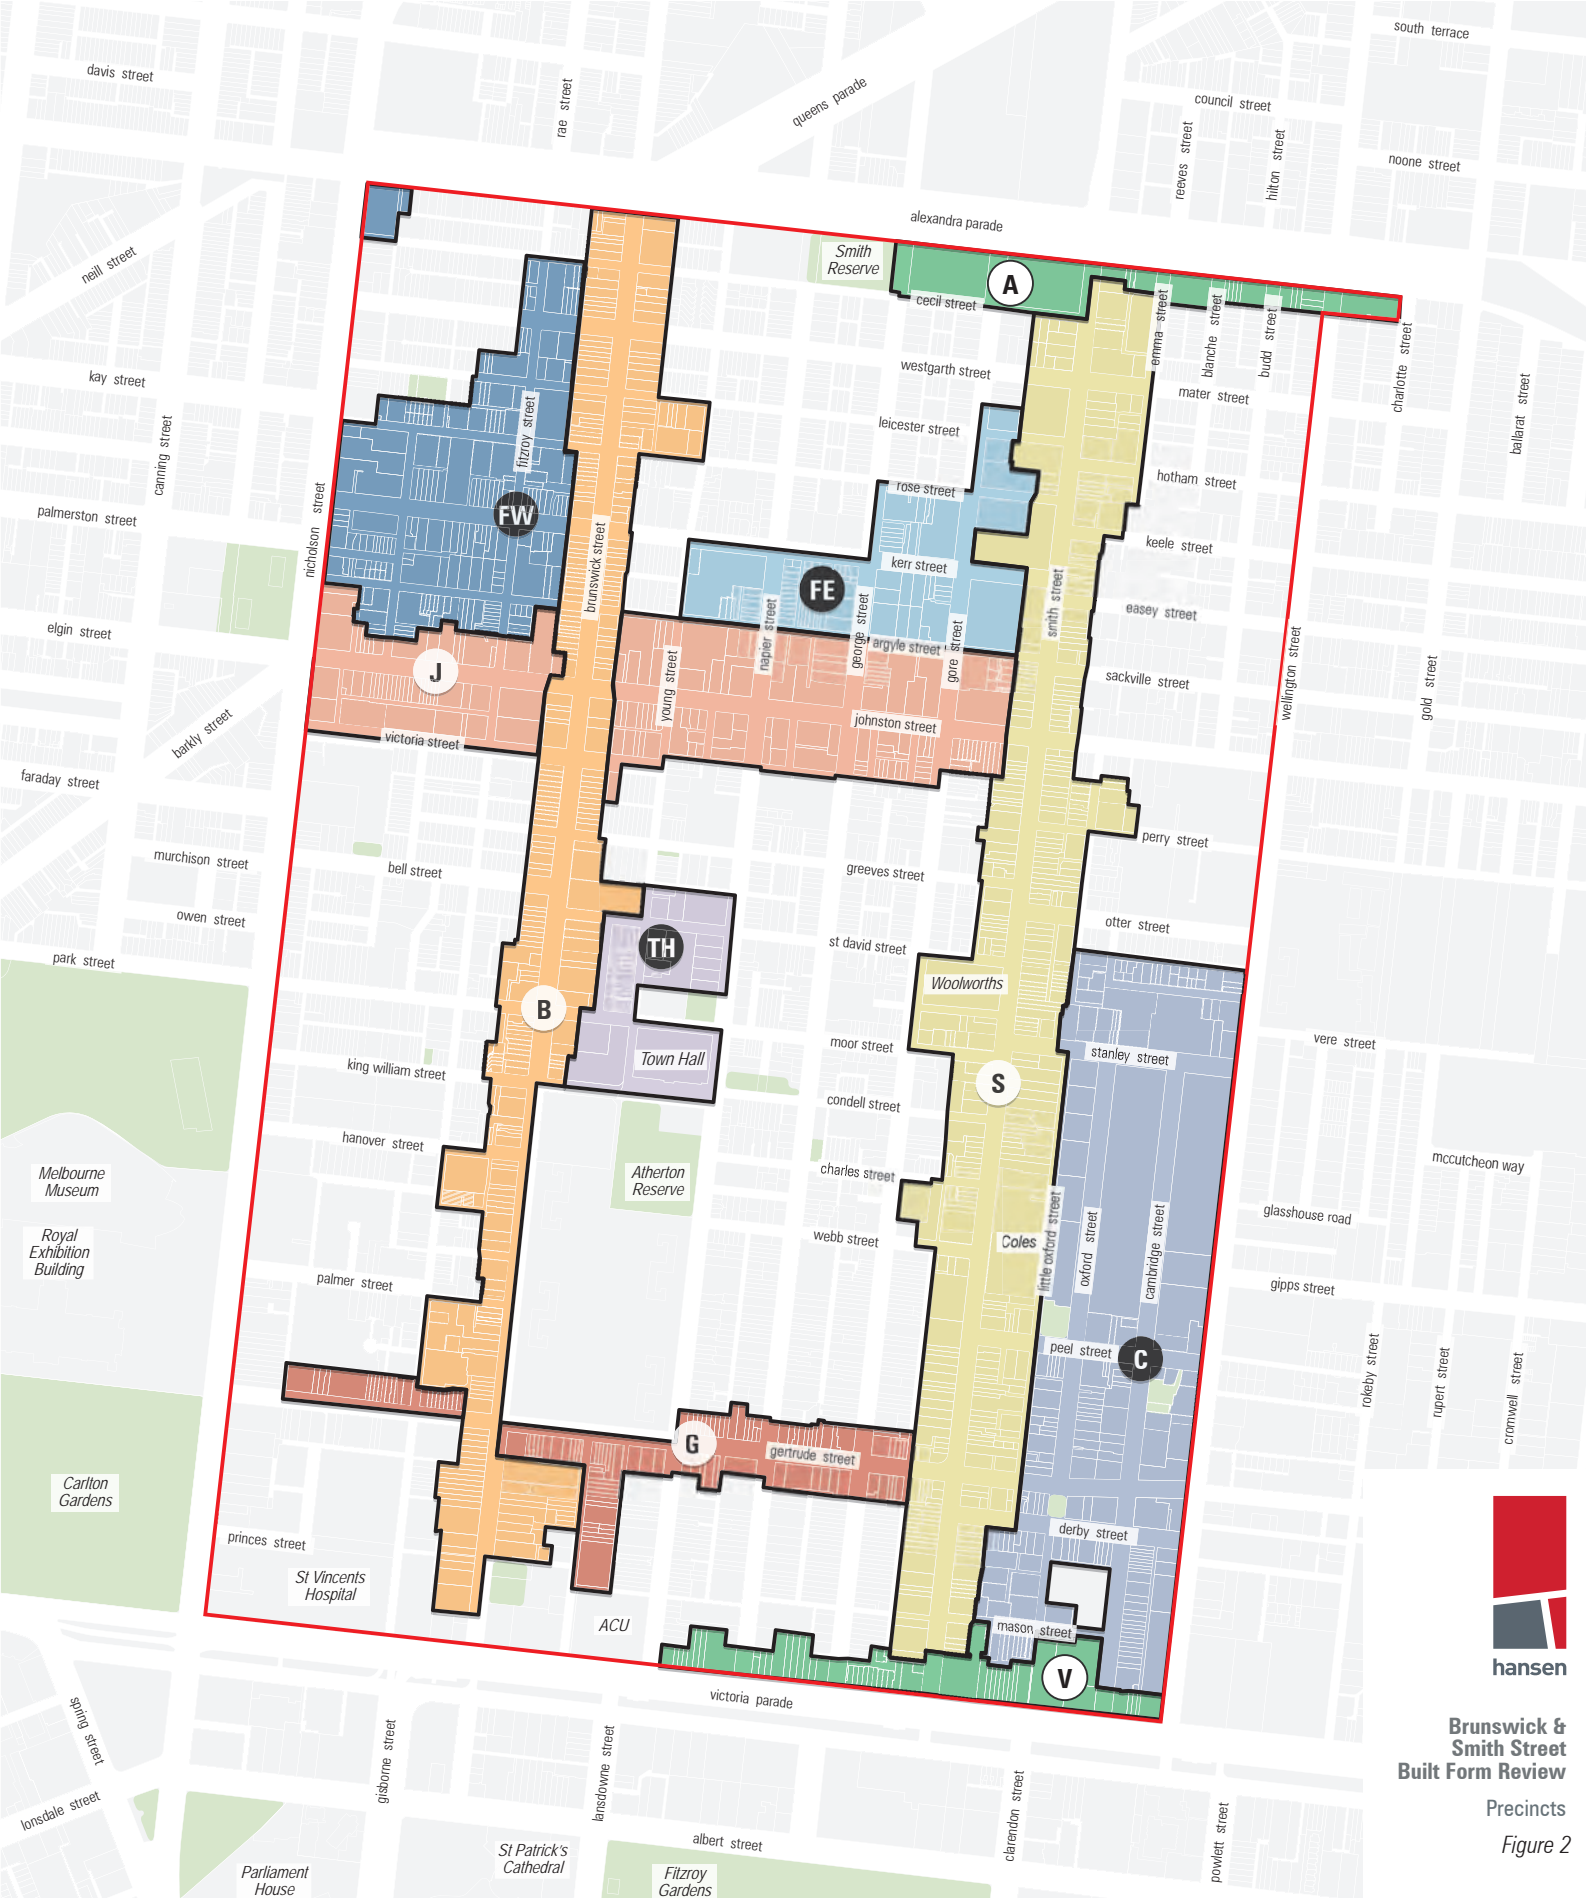 south terrace
davis street
rae street
queens parade
council street
reeves street
hilton street
noone street
alexandra parade
Smith
Reserve
A
cecil street
neill street
emma street
blanche street
budd street
charlotte street
westgarth street
kay street
mater street
ballarat street
canning street
fitzroy street
leicester street
hotham street
rose street
palmerston street
nicholson street
FW
brunswick street
keele street
kerr street
FE
smith street
easey street
elgin street
napier street
george street
argyle street
gore street
wellington street
J
young street
sackville street
gold street
johnston street
barkly street
victoria street
faraday street
perry street
murchison street
bell street
greeves street
owen street
otter street
TH
st david street
park street
Woolworths
B
Town Hall
moor street
stanley street
vere street
king william street
S
condell street
hanover street
Melbourne
Museum
Atherton
Reserve
charles street
mccutcheon way
little oxford street
oxford street
cambridge street
glasshouse road
Royal
Exhibition
Building
webb street
Coles
palmer street
gipps street
peel street
C
rokeby street
rupert street
cromwell street
G
gertrude street
Carlton
Gardens
princes street
derby street
St Vincents
Hospital
ACU
mason street
V
hansen
victoria parade
spring street
gisborne street
lansdowne street
Brunswick &
Smith Street
Built Form Review
Precincts
lonsdale street
clarendon street
powlett street
albert street
Figure 2
St Patrick's
Cathedral
Parliament
House
Fitzroy
Gardens